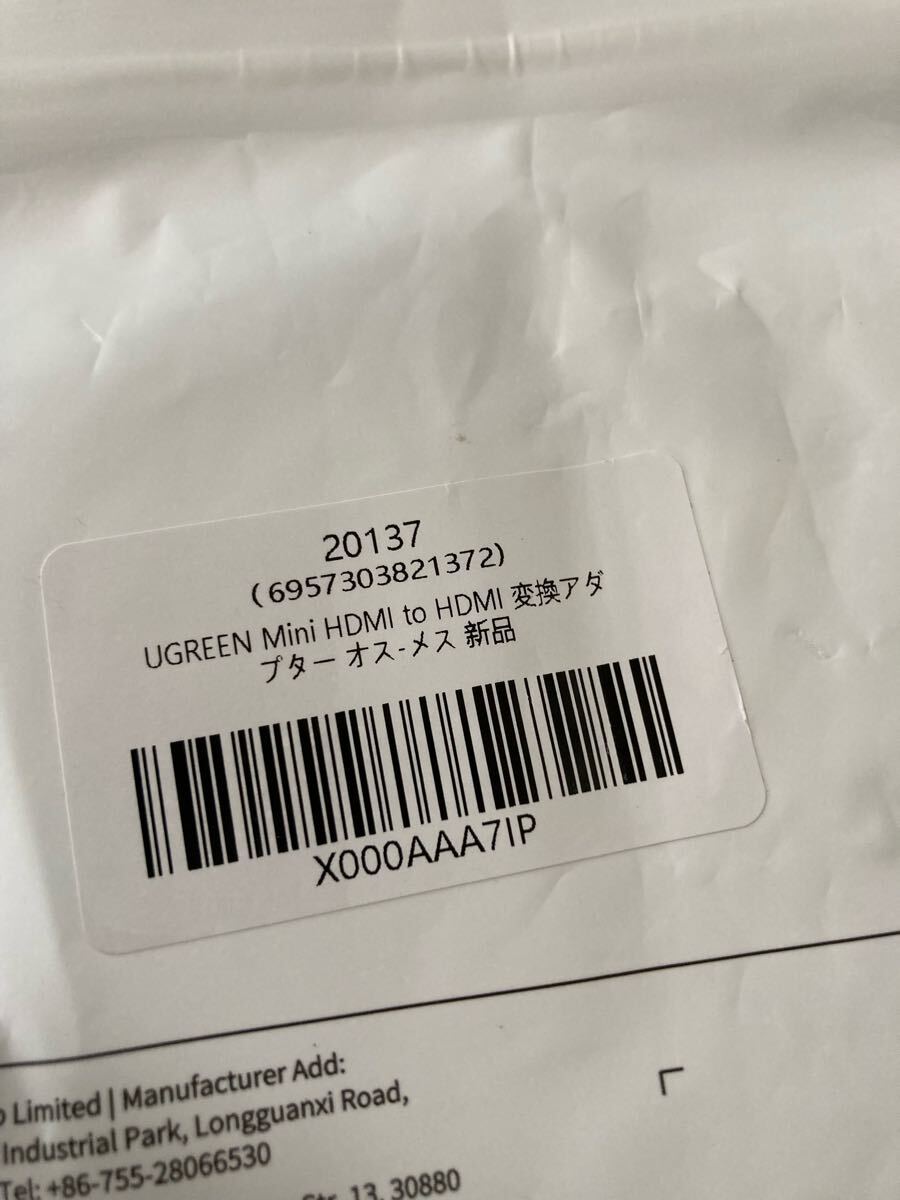 20137
(6957303821372)
UGREEN Mini HDMI to HDMI 変換アダ
プター オス-メス 新品
X000AAA7IP
Limited | Manufacturer Add:
Industrial Park, Longguanxi Road,
Tel: +86-755-28066530
Str. 13, 30880